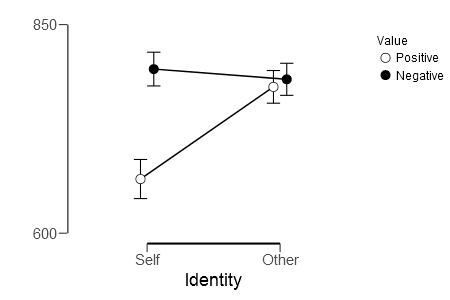 850
600
Self
Other
Identity
Value
Positive
Negative